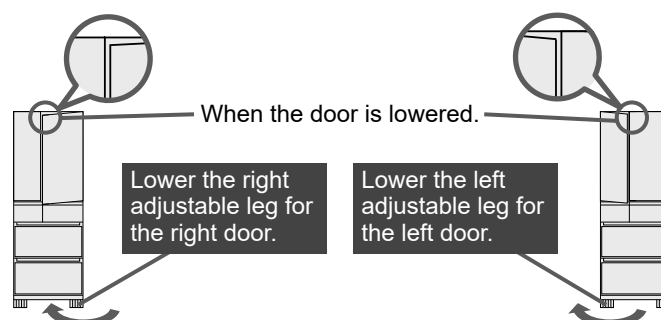 When the door is lowered.
Lower the right
adjustable leg for
the right door.
Lower the left
adjustable leg for
the left door.